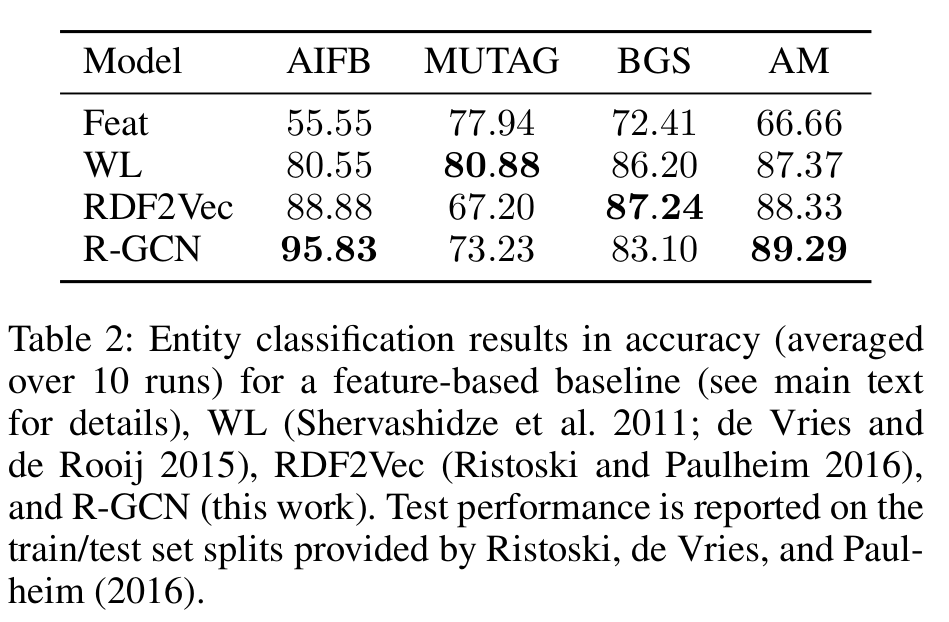 Model AIFB MUTAG BGS AM
Feat 55.55 77.94 72.41 66.66
WL 80.55 80.88 86.20 87.37
RDF2Vec 88.88 67.20 87.24 88.33
R-GCN 95.83 73.23 83.10 89.29
Table 2: Entity classification results in accuracy (averaged
over 10 runs) for a feature-based baseline (see main text
for details), WL (Shervashidze et al. 2011; de Vries and
de Rooij 2015), RDF2Vec (Ristoski and Paulheim 2016),
and R-GCN (this work). Test performance is reported on the
train/test set splits provided by Ristoski, de Vries, and Paul-
heim (2016).